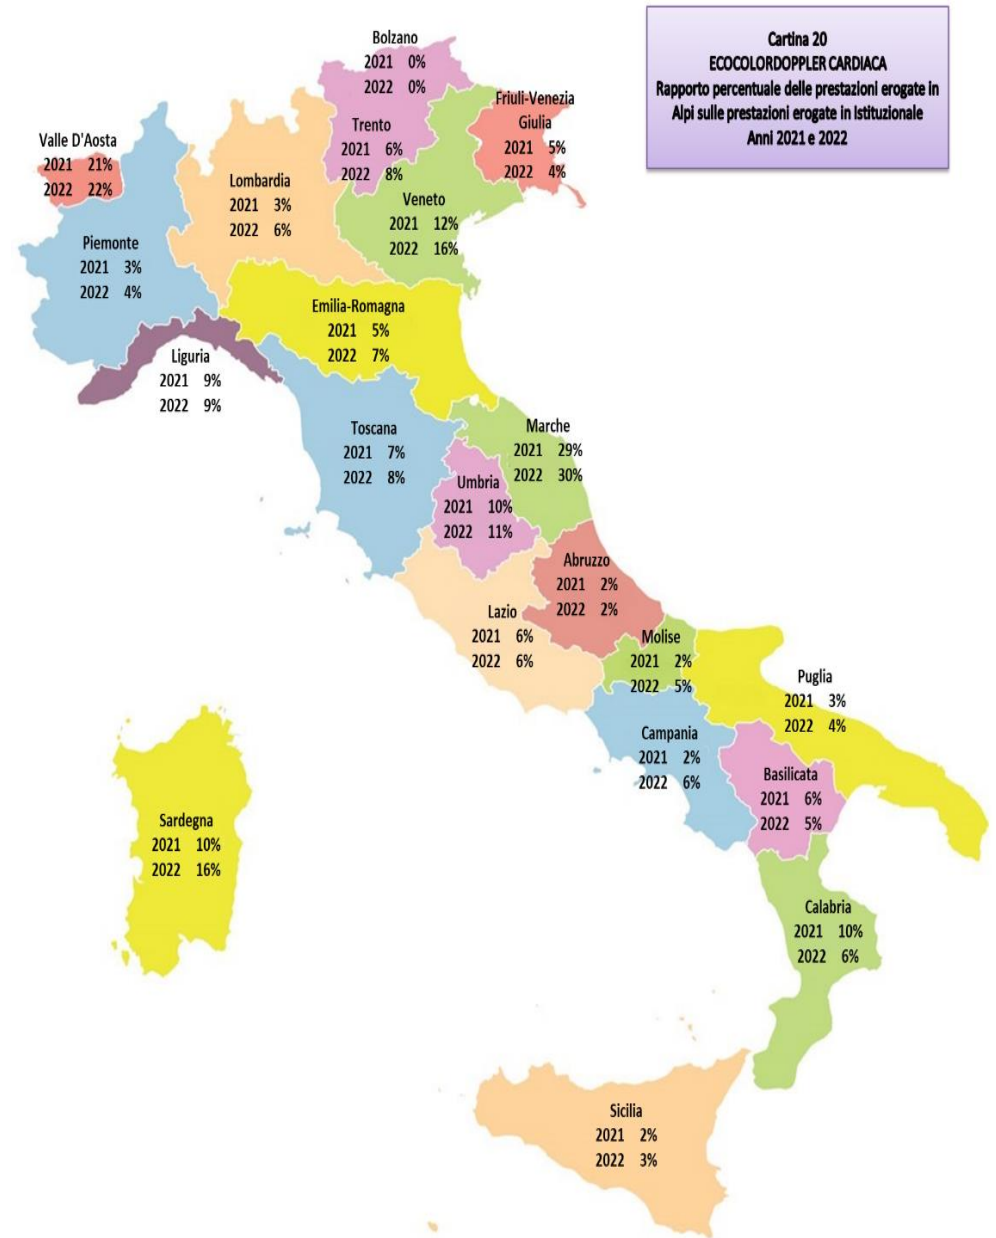 Cartina 20
ECOCOLORDOPPLER CARDIACA
Rapporto percentuale delle prestazioni erogate in
Alpi sulle prestazioni erogate in Istituzionale
Anni 2021 e 2022
Bolzano
2021 0%
2022 0%
Trento
2021 6%
2022 8%
Friuli-Venezia
Giulia
2021 5%
2022 4%
Valle D'Aosta
2021 21%
2022 22%
Lombardia
2021 3%
2022 6%
Veneto
2021 12%
2022 16%
Piemonte
2021 3%
2022 4%
Emilia-Romagna
2021 5%
2022 7%
Liguria
2021 9%
2022 9%
Toscana
2021 7%
2022 8%
Marche
2021 29%
2022 30%
Umbria
2021 10%
2022 11%
Abruzzo
2021 2%
2022 2%
Lazio
2021 6%
2022 6%
Molise
2021 2%
2022 5%
Puglia
2021 3%
2022 4%
Campania
2021 2%
2022 6%
Basilicata
2021 6%
2022 5%
Sardegna
2021 10%
2022 16%
Calabria
2021 10%
2022 6%
Sicilia
2021 2%
2022 3%